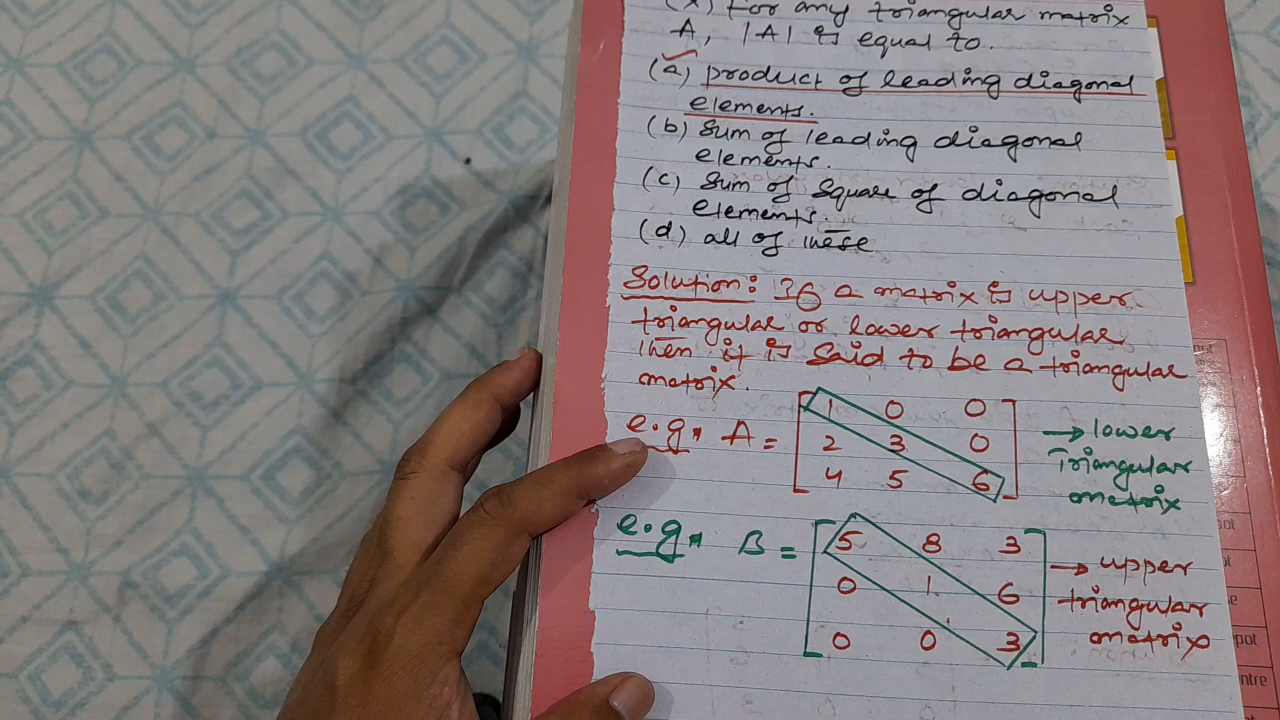 (x) For any triangular matrix
A, |A| is equal to.
(a) product of leading diagonal
elements.
(b) Sum of leading diagonal
elements.
(c) Sum of Square of diagonal
elements.
(d) all of these
Solution: If a matrix is upper
triangular or lower triangular
then it is said to be a triangular
matrix.
e.g. A = [1 0 0
2 3 0
4 5 6]
→ lower
Triangular
matrix
e.g. B = [5 8 3
0 1 6
0 0 3]
→ upper
triangular
matrix